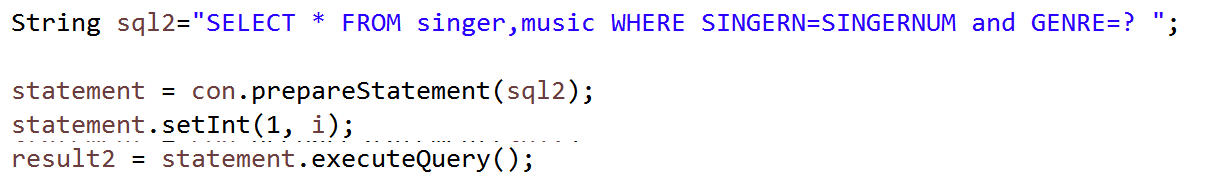 String sql2="SELECT * FROM singer,music WHERE SINGERN=SINGERNUM and GENRE=? ";
statement = con.prepareStatement(sql2);
statement.setInt(1, i);
result2 = statement.executeQuery();